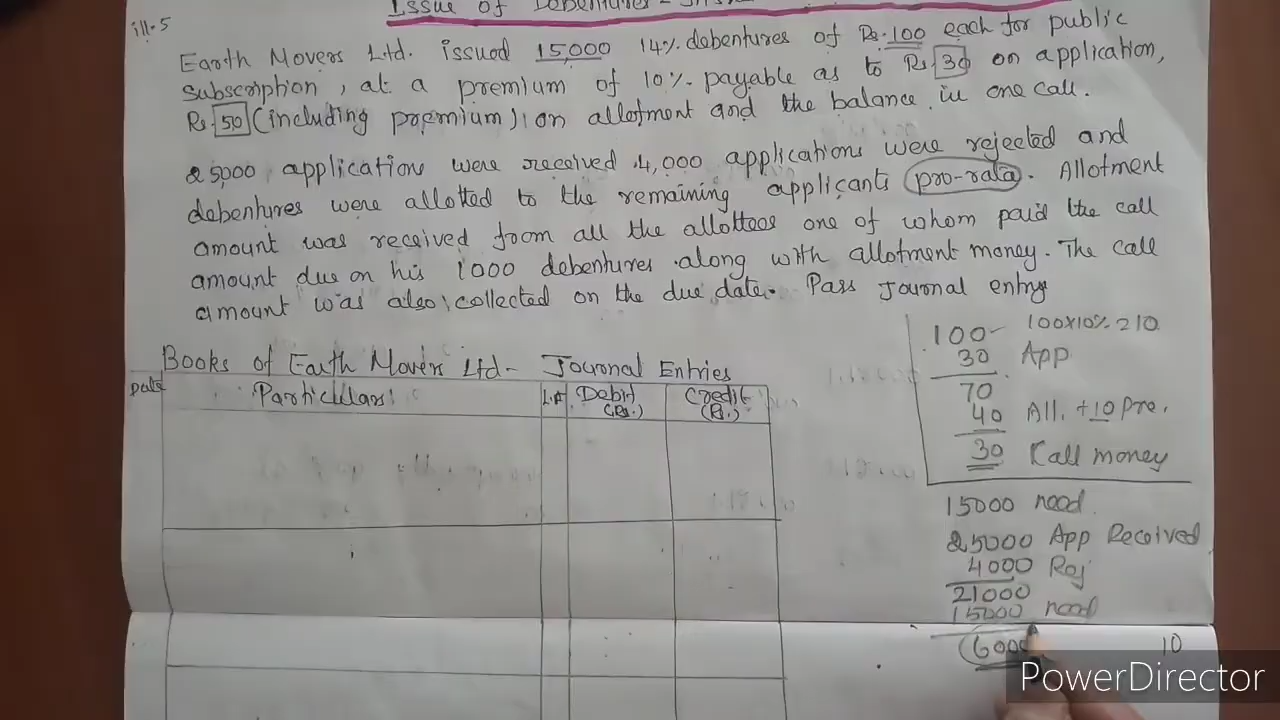 Issue of Debentures -
ill.5
Earth Movers Ltd. issued 15,000 14% debentures of Rs.100 each for public
subscription, at a premium of 10% payable as to Rs 30 on application,
Rs. 50 (including premium), on allotment and the balance in one call.
25000 applications were received 4,000 applications were rejected and
debentures were allotted to the remaining applicants pro-rata. Allotment
amount was received from all the allottees one of whom paid the call
amount due on his 1000 debentures along with allotment money. The call
amount was also collected on the due date. Pass Journal entry
Books of Earth Movers Ltd - Journal Entries
Date Particulars L.F Debit (Rs.) Credit (Rs.)
100 - 100x10% = 10
30 App
70
40 All. + 10 Pre.
30 Call money
15000 need
25000 App Received
4000 Rej
21000
15000 need
6000 10
PowerDirector